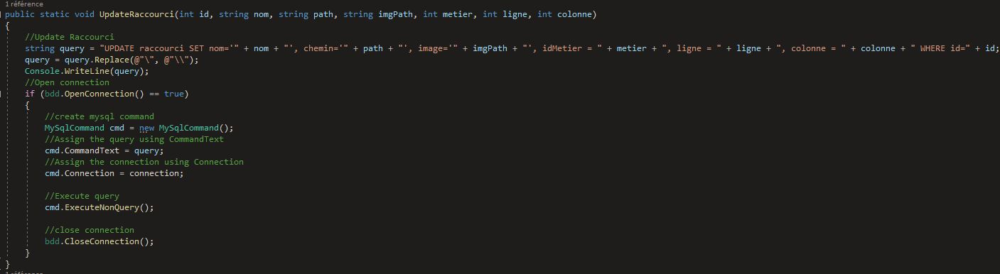 1 référence
public static void UpdateRaccourci(int id, string nom, string path, string imgPath, int metier, int ligne, int colonne)
{
//Update Raccourci
string query = "UPDATE raccourci SET nom='" + nom + "', chemin='" + path + "', image='" + imgPath + "', idMetier = " + metier + ", ligne = " + ligne + ", colonne = " + colonne + " WHERE id=" + id;
query = query.Replace(@"\", @"\\");
Console.WriteLine(query);
//Open connection
if (bdd.OpenConnection() == true)
{
//create mysql command
MySqlCommand cmd = new MySqlCommand();
//Assign the query using CommandText
cmd.CommandText = query;
//Assign the connection using Connection
cmd.Connection = connection;
//Execute query
cmd.ExecuteNonQuery();
//close connection
bdd.CloseConnection();
}
}